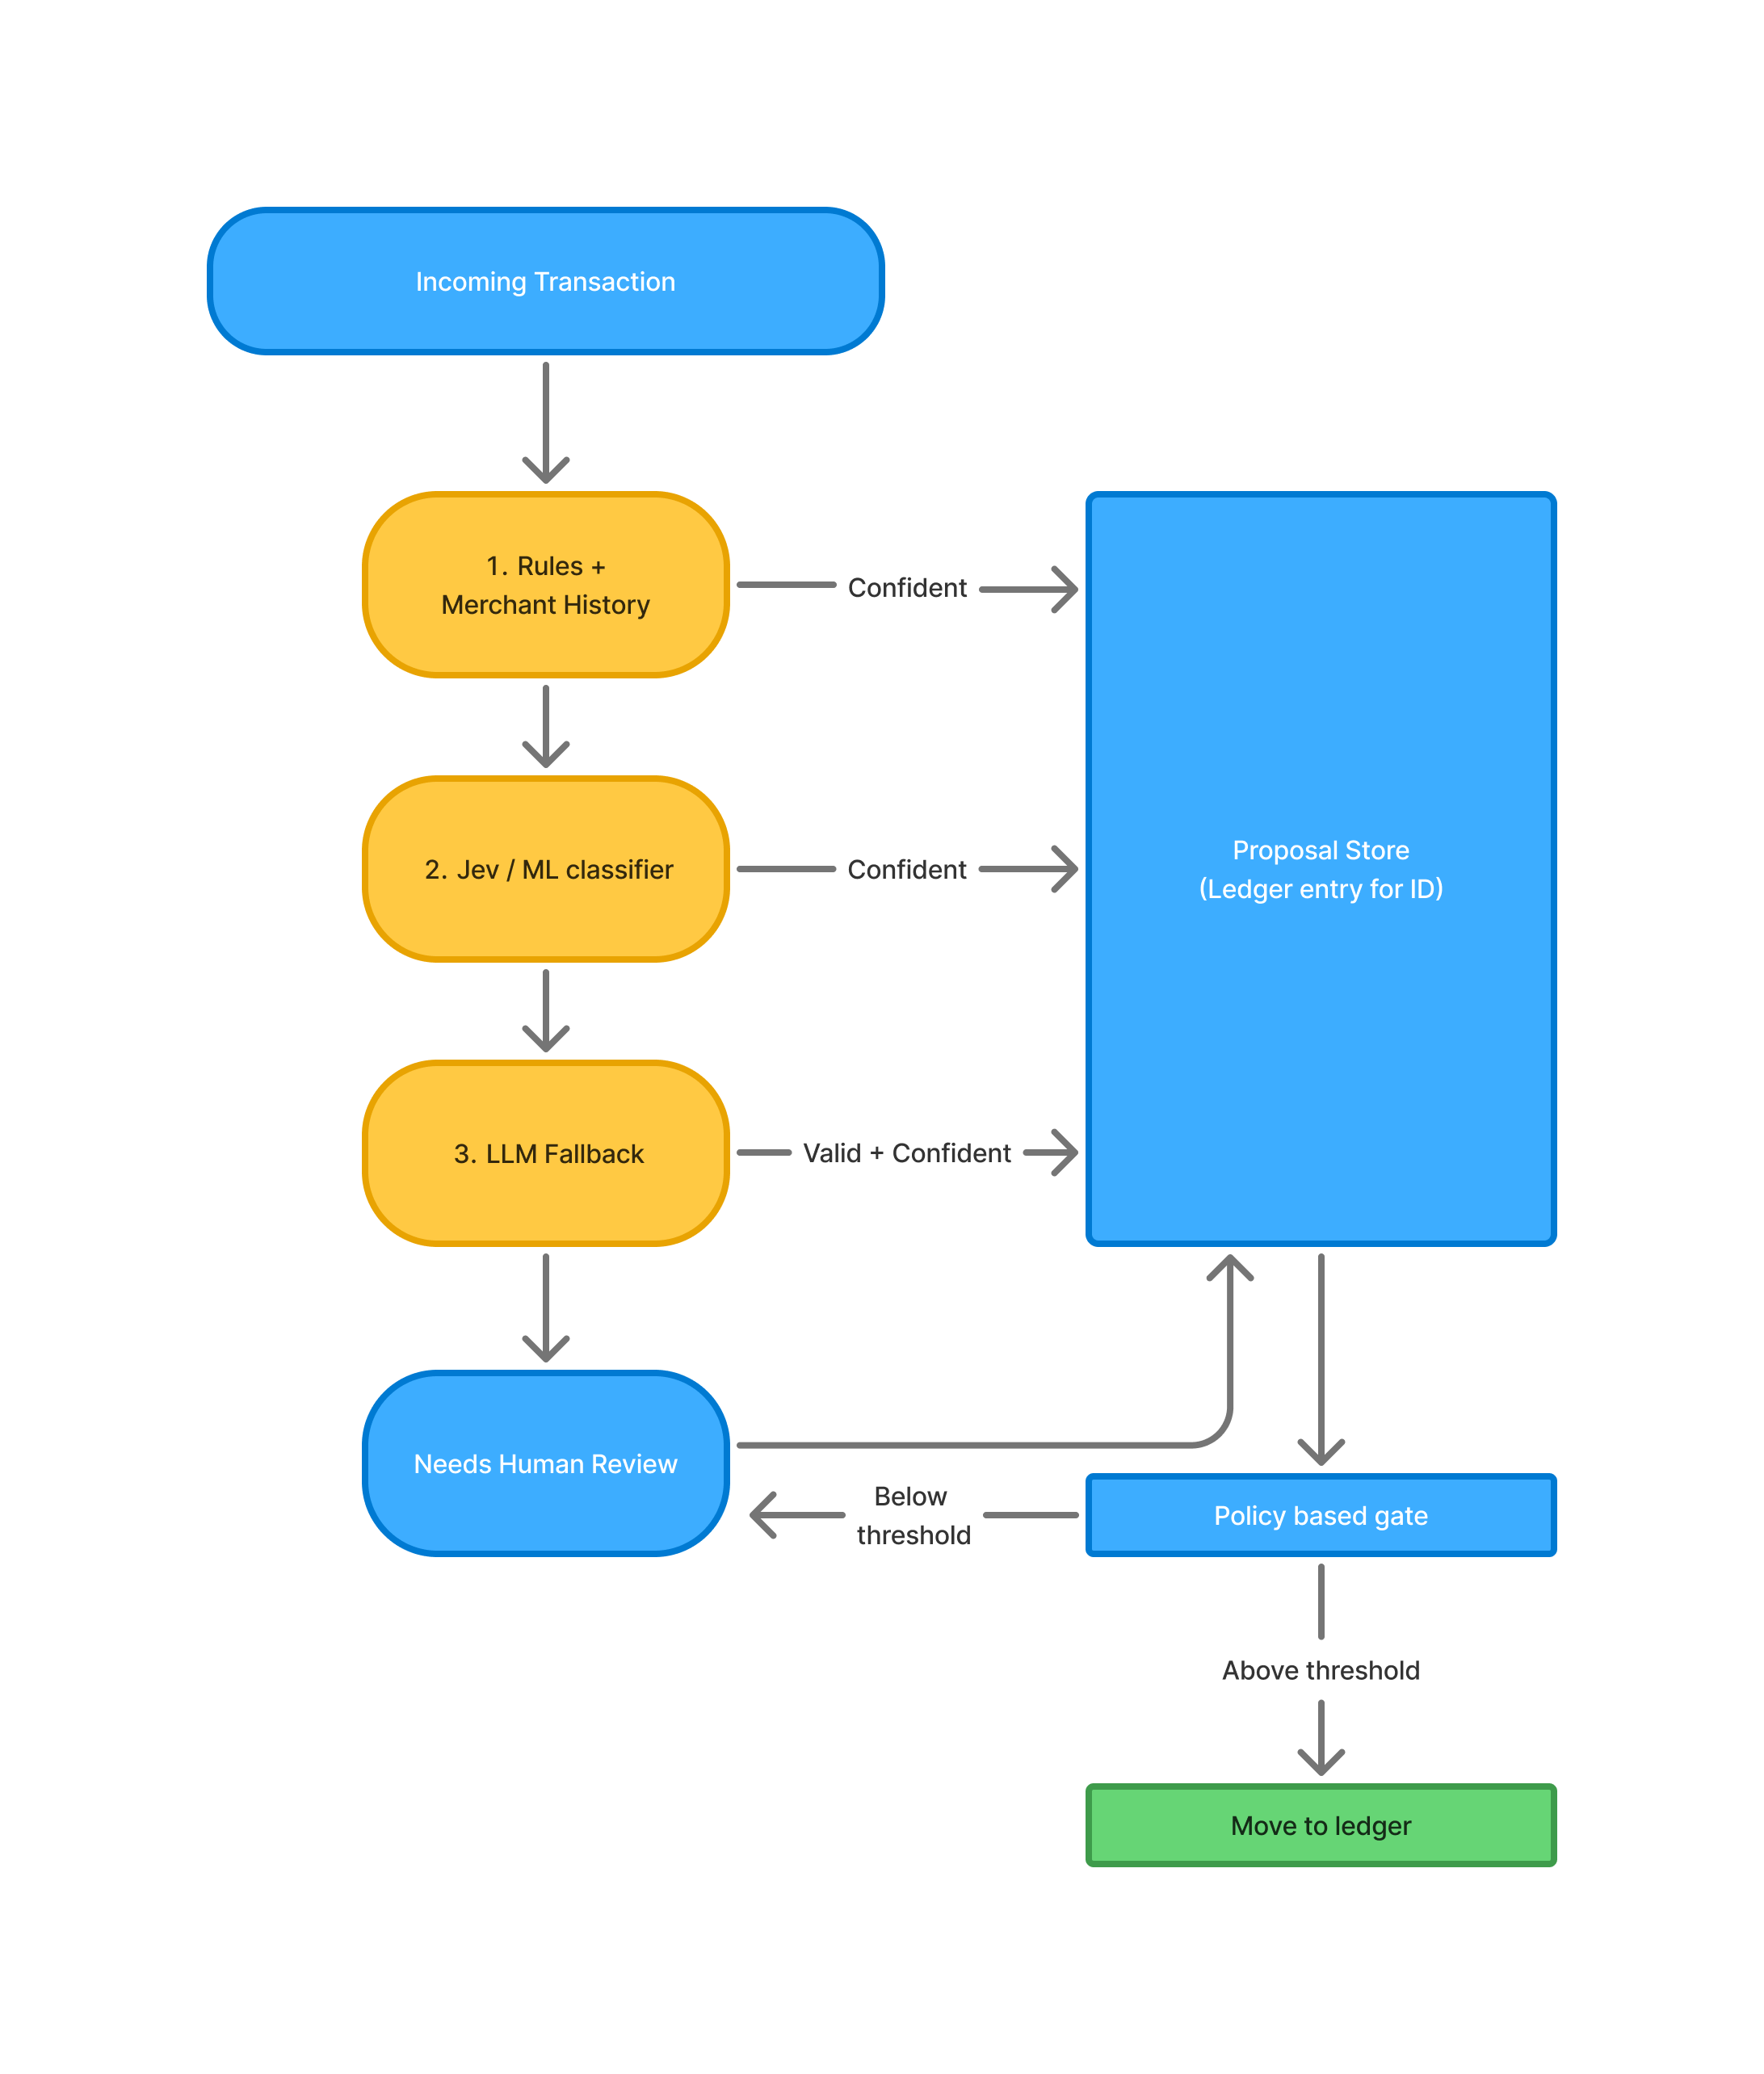 Incoming Transaction
1. Rules +
Merchant History
Confident
2. Jev / ML classifier
Confident
Proposal Store
(Ledger entry for ID)
3. LLM Fallback
Valid + Confident
Needs Human Review
Below
threshold
Policy based gate
Above threshold
Move to ledger